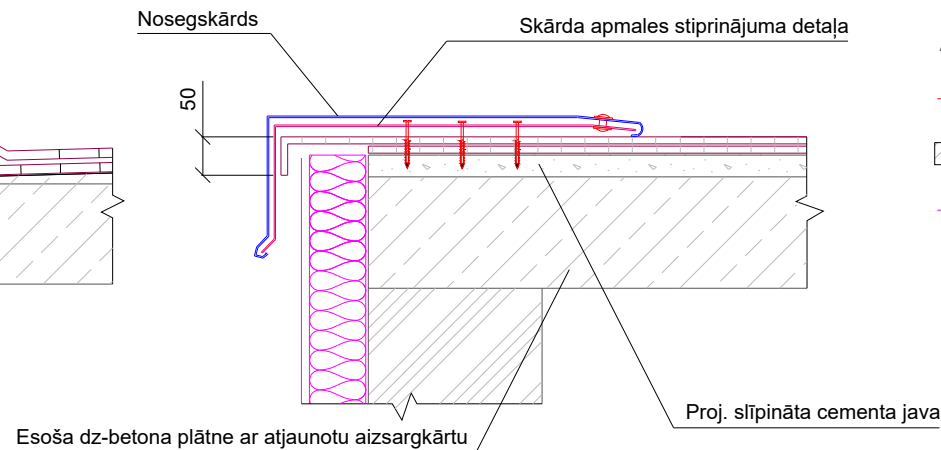 Nosegskārds
Skārda apmales stiprinājuma detaļa
50
Proj. slīpināta cementa java
Esoša dz-betona plātne ar atjaunotu aizsargkārtu